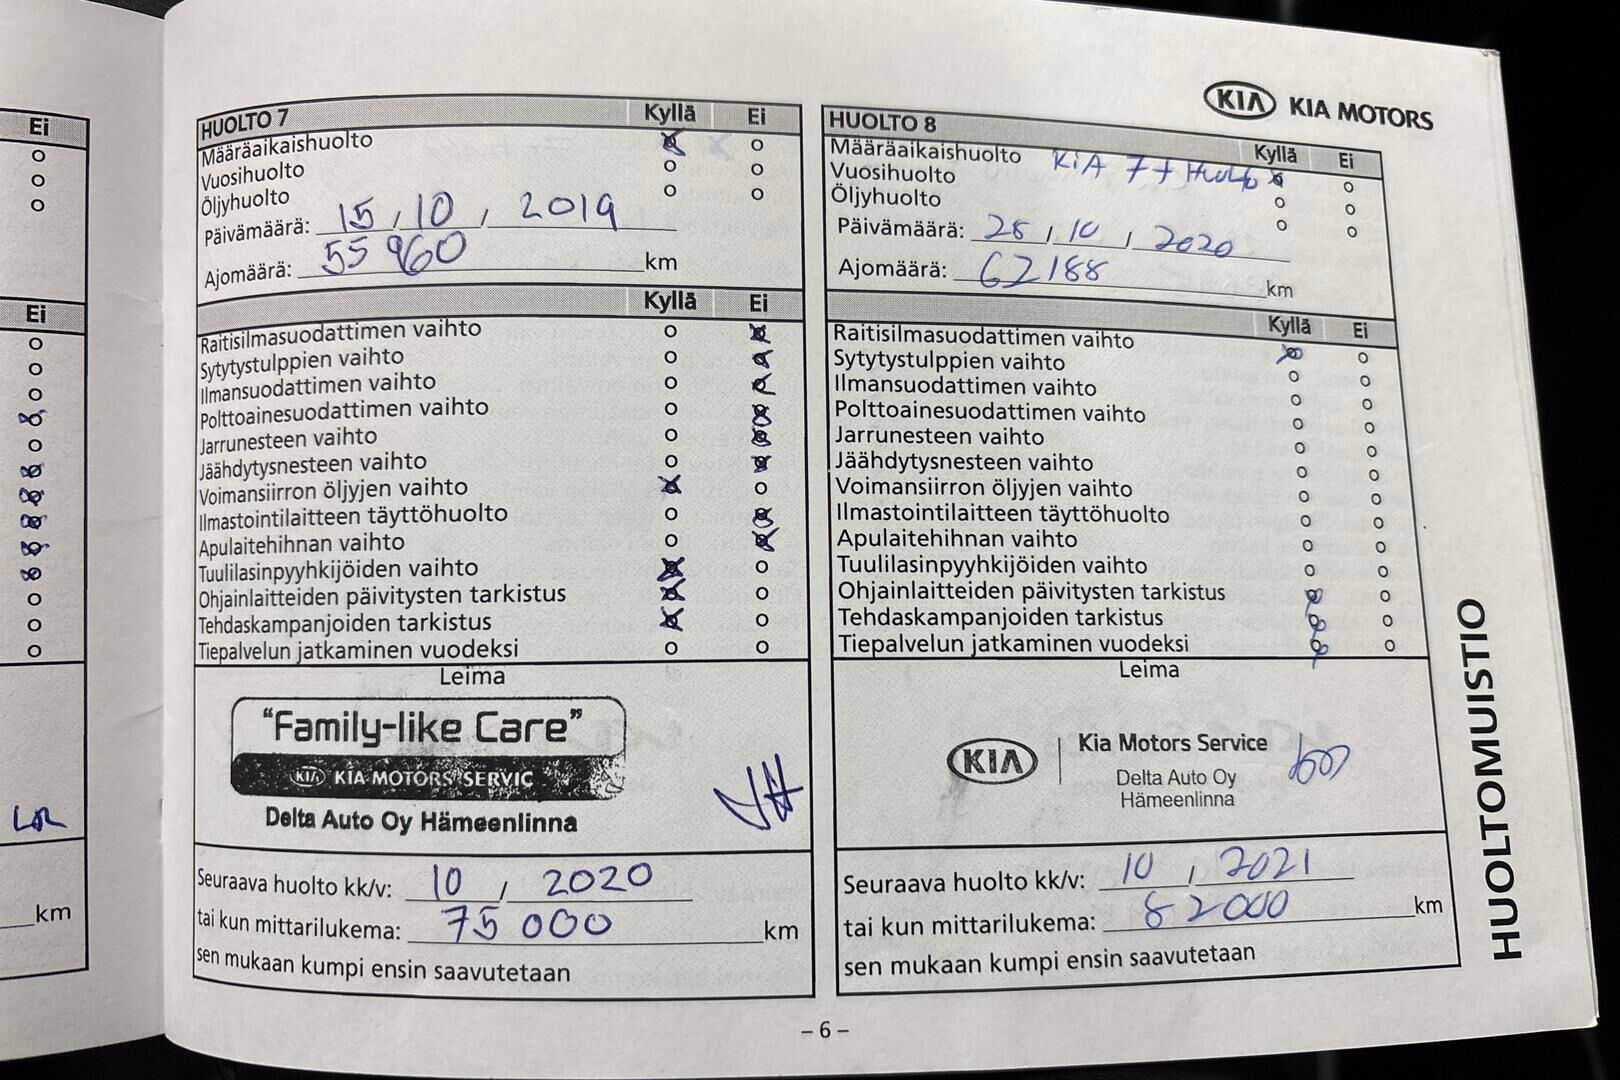 Ei
Ei
LR
km
HUOLTO 7 Kyllä Ei
Määräaikaishuolto
Vuosihuolto
Öljyhuolto
Päivämäärä: 15 / 10 / 2019
Ajomäärä: 55 960 km
Kyllä Ei
Raitisilmasuodattimen vaihto
Sytytystulppien vaihto
Ilmansuodattimen vaihto
Polttoainesuodattimen vaihto
Jarrunesteen vaihto
Jäähdytysnesteen vaihto
Voimansiirron öljyjen vaihto
Ilmastointilaitteen täyttöhuolto
Apulaitehihnan vaihto
Tuulilasinpyyhkijöiden vaihto
Ohjainlaitteiden päivitysten tarkistus
Tehdaskampanjoiden tarkistus
Tiepalvelun jatkaminen vuodeksi
Leima
"Family-like Care"
KIA KIA MOTORS SERVIC
Delta Auto Oy Hämeenlinna
Seuraava huolto kk/v: 10 / 2020
tai kun mittarilukema: 75 000 km
sen mukaan kumpi ensin saavutetaan
KIA KIA MOTORS
HUOLTO 8 Kyllä Ei
Määräaikaishuolto KIA 7+ Huolto
Vuosihuolto
Öljyhuolto
Päivämäärä: 28 / 10 / 2020
Ajomäärä: 62188 km
Kyllä Ei
Raitisilmasuodattimen vaihto
Sytytystulppien vaihto
Ilmansuodattimen vaihto
Polttoainesuodattimen vaihto
Jarrunesteen vaihto
Jäähdytysnesteen vaihto
Voimansiirron öljyjen vaihto
Ilmastointilaitteen täyttöhuolto
Apulaitehihnan vaihto
Tuulilasinpyyhkijöiden vaihto
Ohjainlaitteiden päivitysten tarkistus
Tehdaskampanjoiden tarkistus
Tiepalvelun jatkaminen vuodeksi
Leima
KIA Kia Motors Service
Delta Auto Oy
Hämeenlinna
Seuraava huolto kk/v: 10 / 2021
tai kun mittarilukema: 82000 km
sen mukaan kumpi ensin saavutetaan
HUOLTOMUISTIO
– 6 –